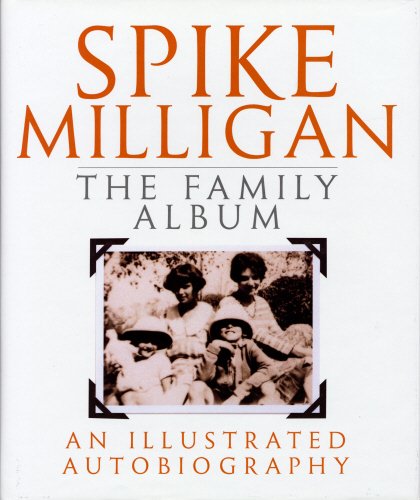 SPIKE
MILLIGAN
THE FAMILY
ALBUM
AN ILLUSTRATED
AUTOBIOGRAPHY